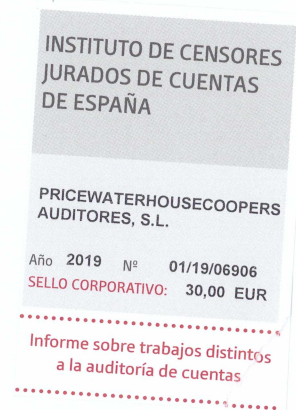 INSTITUTO DE CENSORES
JURADOS DE CUENTAS
DE ESPAÑA
PRICEWATERHOUSECOOPERS
AUDITORES, S.L.
Año 2019 Nº 01/19/06906
SELLO CORPORATIVO: 30,00 EUR
Informe sobre trabajos distintos
a la auditoría de cuentas